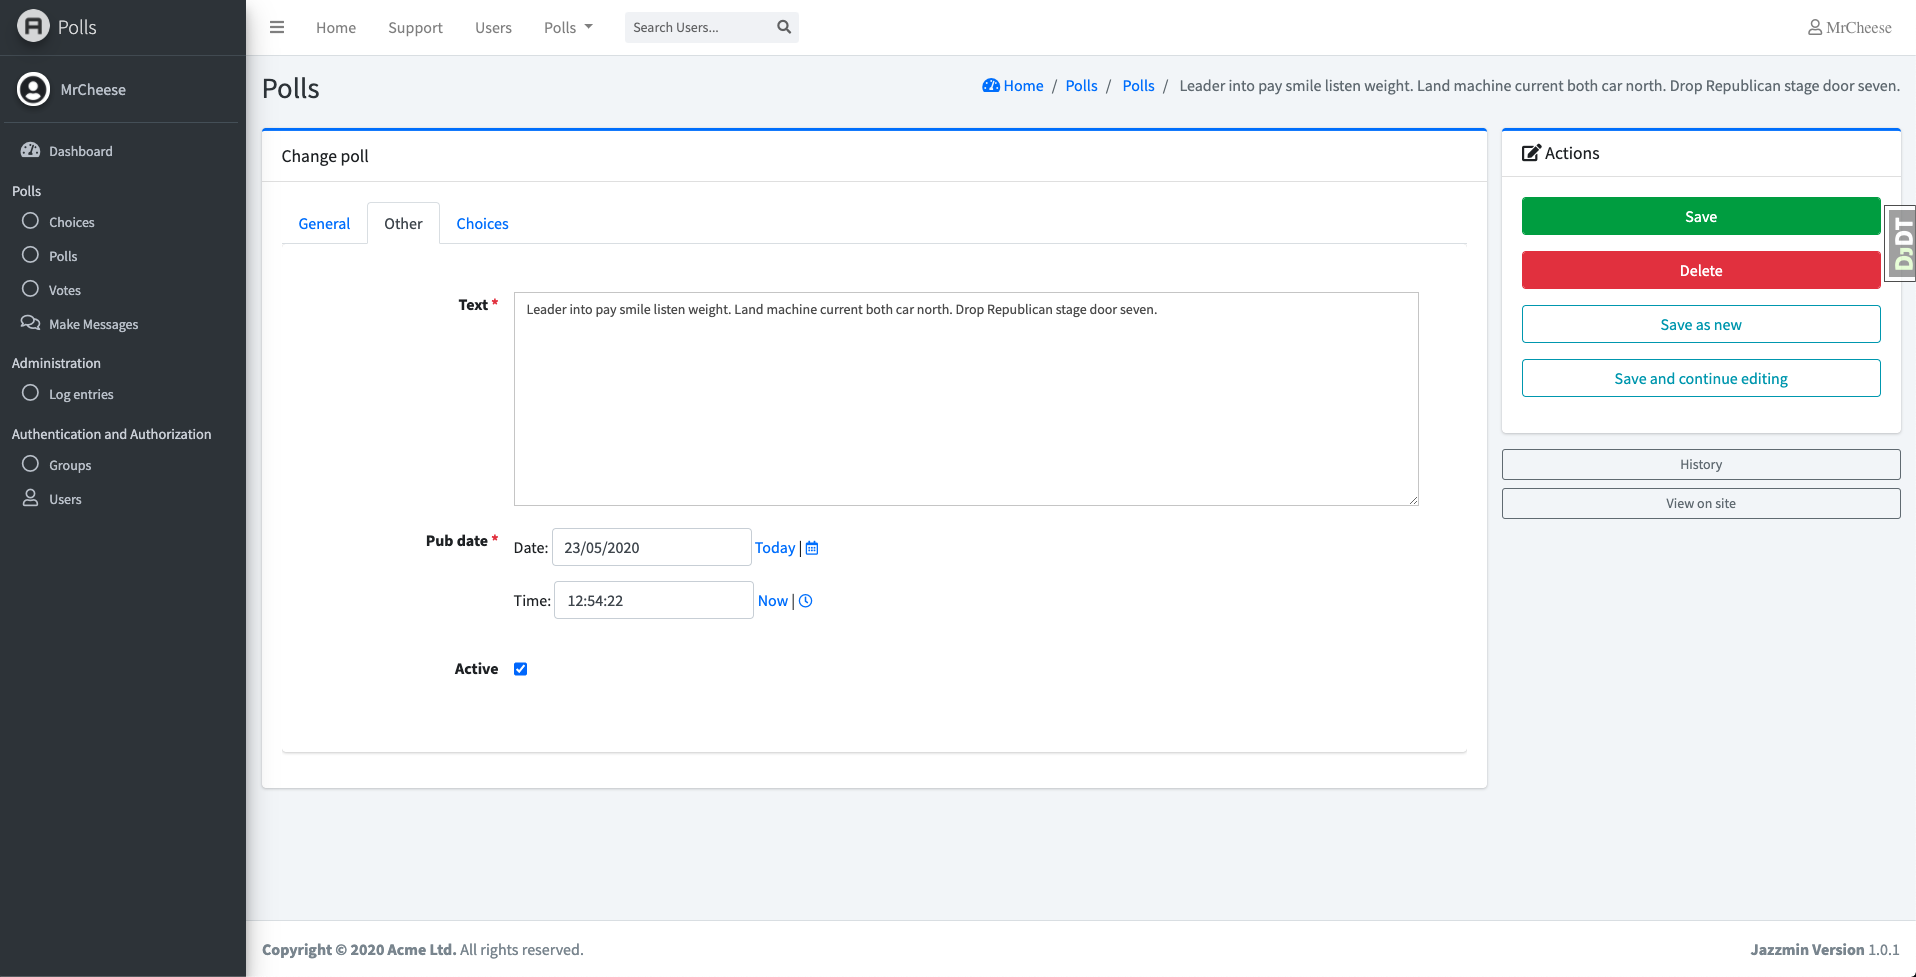 Polls
Home Support Users Polls Search Users... MrCheese
MrCheese
Polls
Home / Polls / Polls / Leader into pay smile listen weight. Land machine current both car north. Drop Republican stage door seven.
Dashboard
Polls
Choices
Polls
Votes
Make Messages
Administration
Log entries
Authentication and Authorization
Groups
Users
Change poll
General Other Choices
Text *
Leader into pay smile listen weight. Land machine current both car north. Drop Republican stage door seven.
Pub date *
Date: 23/05/2020 Today |
Time: 12:54:22 Now |
Active
Actions
Save
Delete
Save as new
Save and continue editing
History
View on site
DJDT
Copyright © 2020 Acme Ltd. All rights reserved.
Jazzmin Version 1.0.1